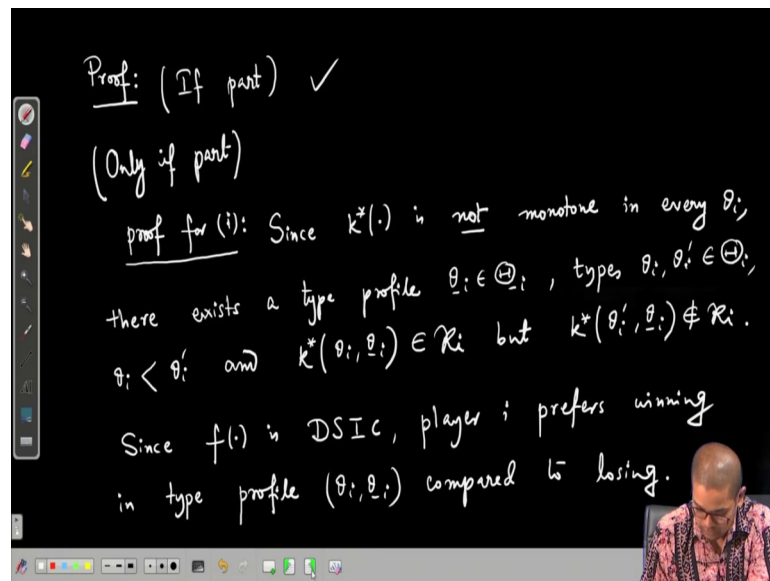 Proof: (If part) ✓
(Only if part)
proof for (i): Since k*(·) is not monotone in every θi,
there exists a type profile θ̲-i ∈ Θ̲-i, types θi, θi' ∈ Θi,
θi < θi' and k*(θi, θ̲-i) ∈ Ri but k*(θi', θ̲-i) ∉ Ri.
Since f(·) is DSIC, player i prefers winning
in type profile (θi, θ̲-i) compared to losing.